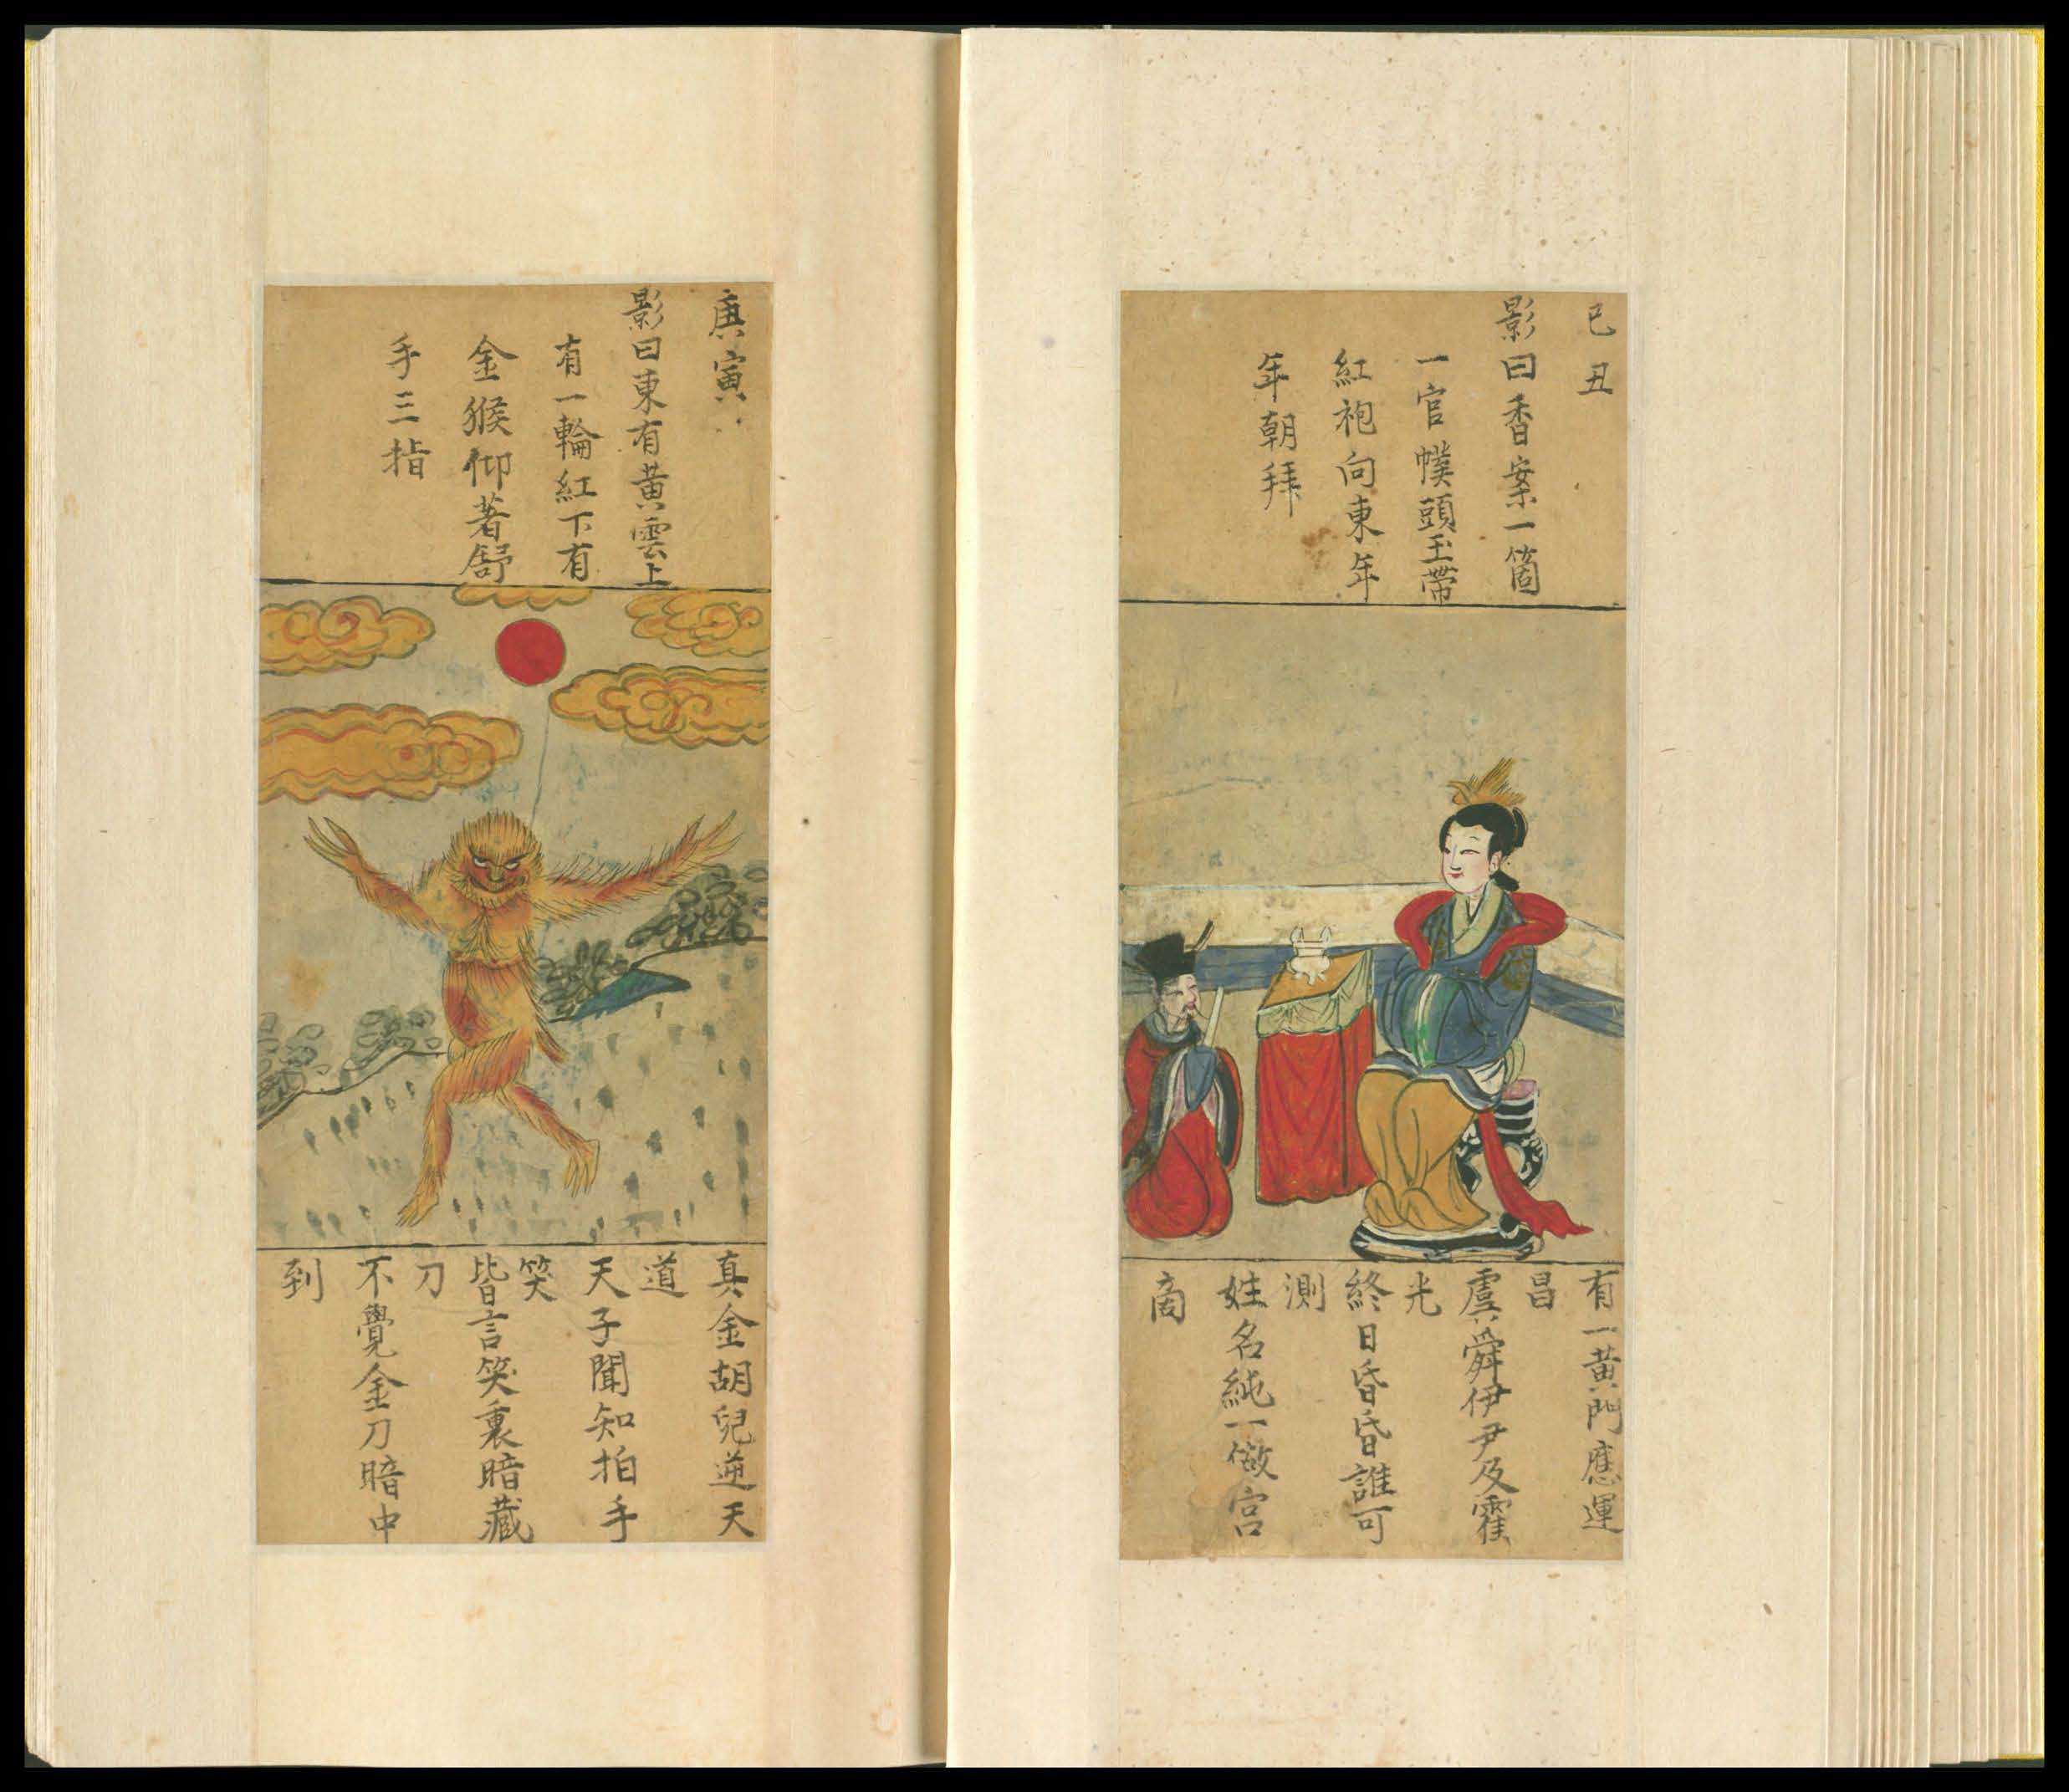 己丑
影曰香案一箇
一官幞頭玉帶
紅袍向東年
年朝拜
有一黃門應運
昌
虞舜伊尹及霍
光
終日昏昏誰可
測
姓名純一徵宮
商
庚寅
影曰東有黃雲上
有一輪紅下有
金猴仰著舒
手三指
真金胡兒逆天
道
天子聞知拍手
笑
皆言笑裏暗藏
刀
不覺金刀暗中
到